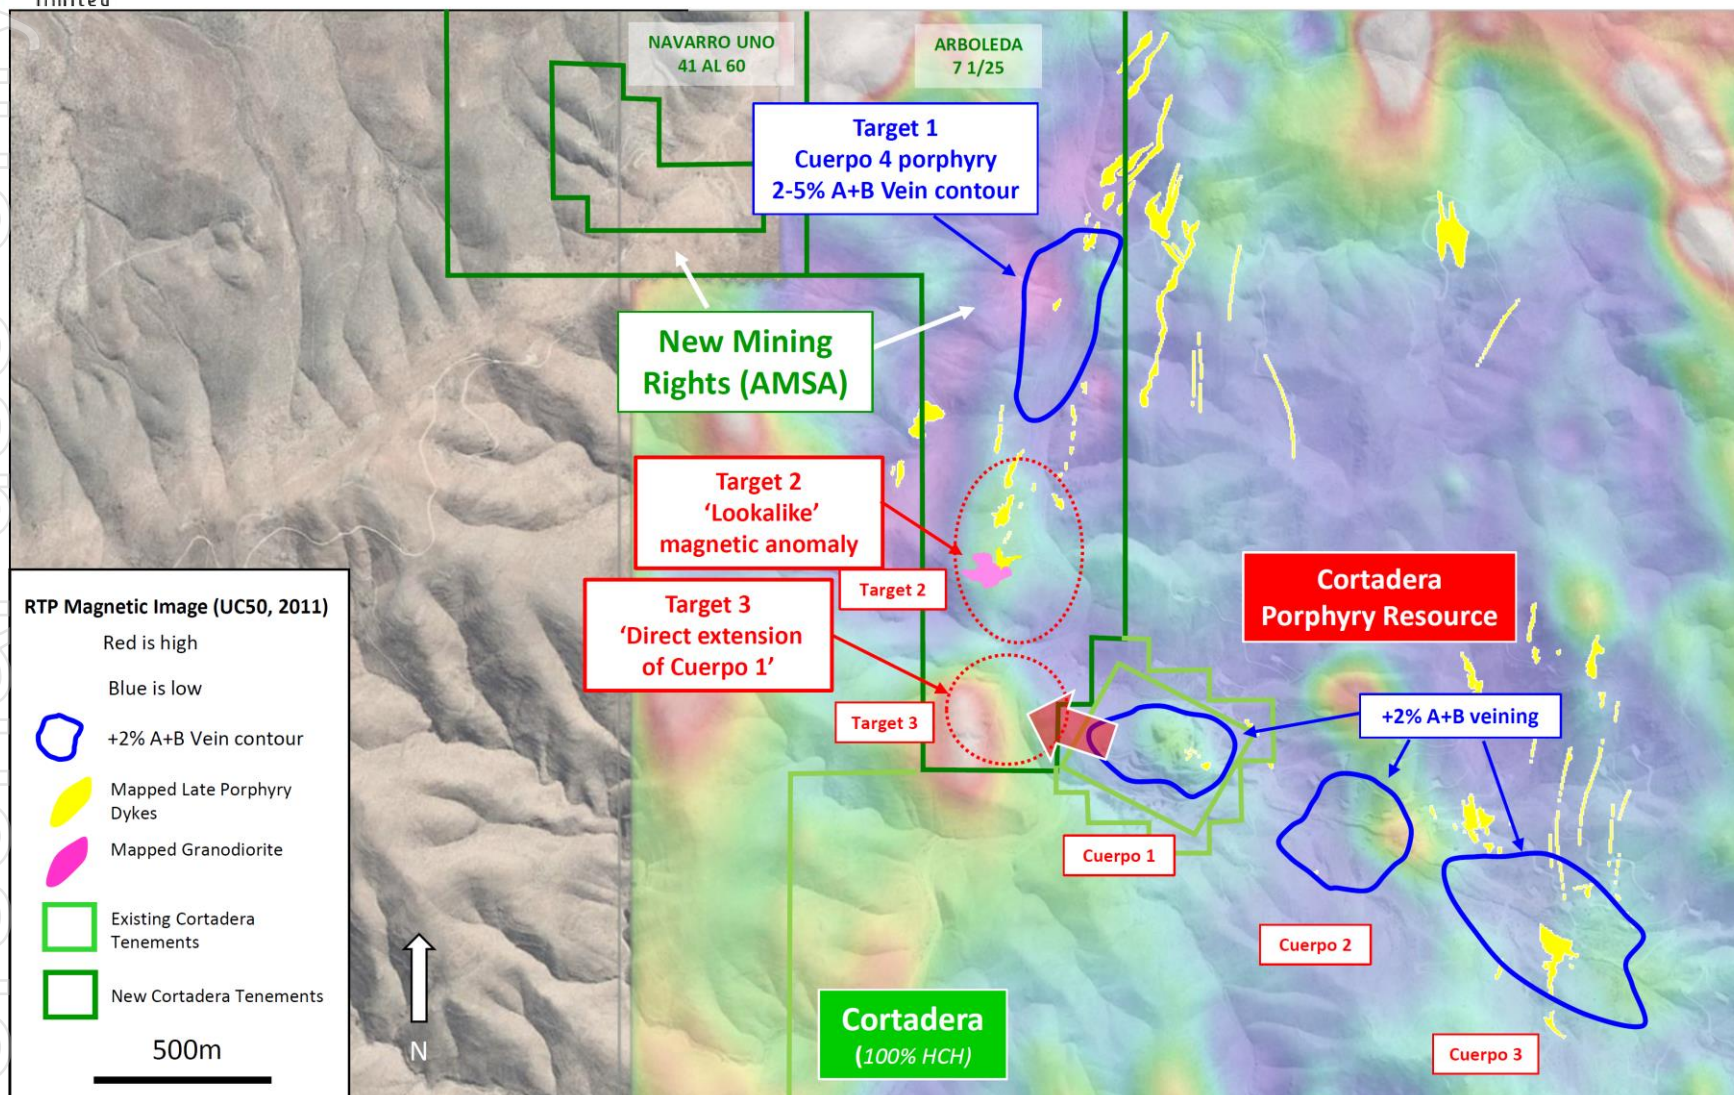 limited
NAVARRO UNO
41 AL 60
ARBOLEDA
7 1/25
Target 1
Cuerpo 4 porphyry
2-5% A+B Vein contour
New Mining
Rights (AMSA)
Target 2
‘Lookalike’
magnetic anomaly
Target 2
Target 3
‘Direct extension
of Cuerpo 1’
Target 3
Cortadera
Porphyry Resource
+2% A+B veining
Cuerpo 1
Cuerpo 2
Cuerpo 3
Cortadera
(100% HCH)
RTP Magnetic Image (UC50, 2011)
Red is high
Blue is low
+2% A+B Vein contour
Mapped Late Porphyry
Dykes
Mapped Granodiorite
Existing Cortadera
Tenements
New Cortadera Tenements
500m
N